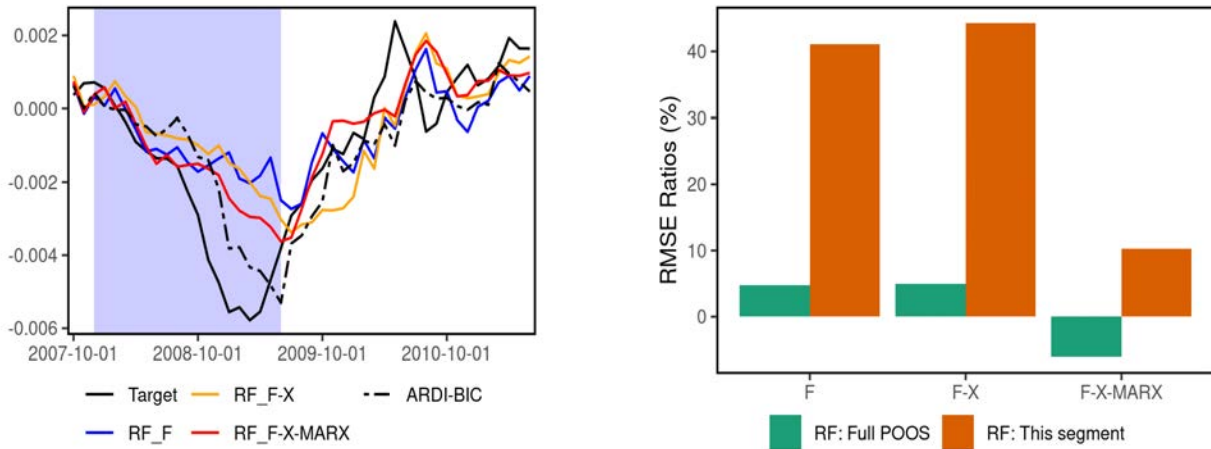 0.002
0.000
-0.002
-0.004
-0.006
2007-10-01 2008-10-01 2009-10-01 2010-10-01
Target RF_F-X ARDI-BIC
RF_F RF_F-X-MARX
RMSE Ratios (%)
40
30
20
10
0
F F-X F-X-MARX
RF: Full POOS RF: This segment